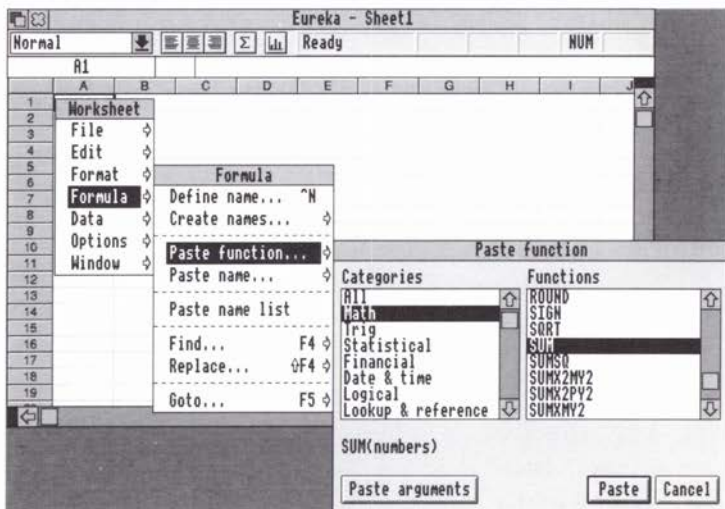 Eureka - Sheet1
Normal Σ Ready NUM
A1
A B C D E F G H I J
1
2
3
4
5
6
7
8
9
10
11
12
13
14
15
16
17
18
19
Worksheet
File
Edit
Format
Formula
Data
Options
Window
Formula
Define name... ^N
Create names...
Paste function...
Paste name...
Paste name list
Find... F4
Replace... ⇧F4
Goto... F5
Paste function
Categories
All
Math
Trig
Statistical
Financial
Date & time
Logical
Lookup & reference
Functions
ROUND
SIGN
SQRT
SUM
SUMSQ
SUMX2MY2
SUMX2PY2
SUMXMY2
SUM(numbers)
Paste arguments
Paste Cancel